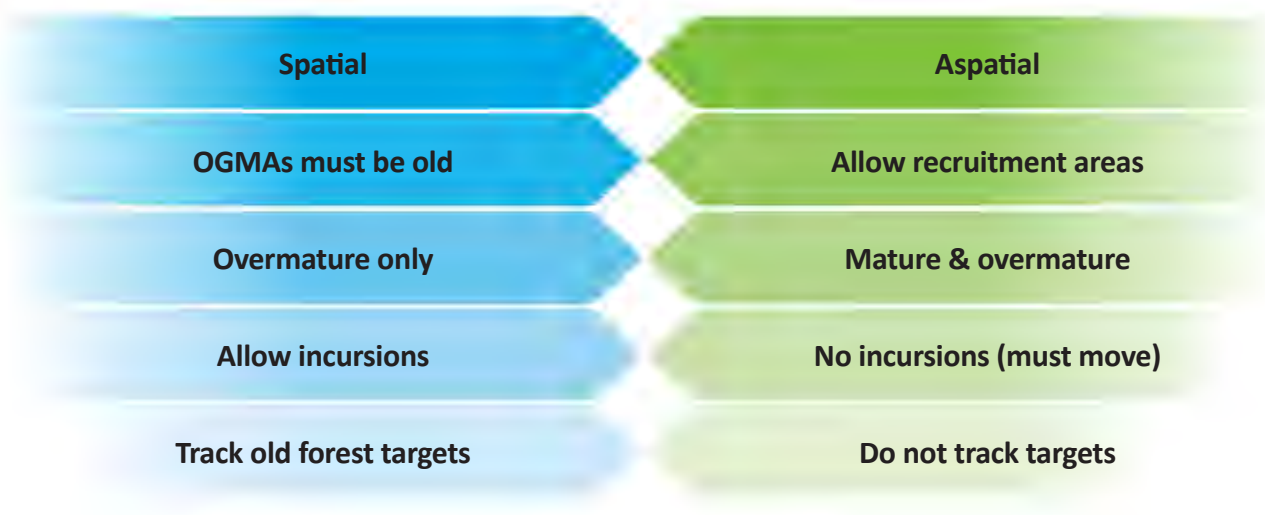 Spatial
Aspatial
OGMAs must be old
Allow recruitment areas
Overmature only
Mature & overmature
Allow incursions
No incursions (must move)
Track old forest targets
Do not track targets